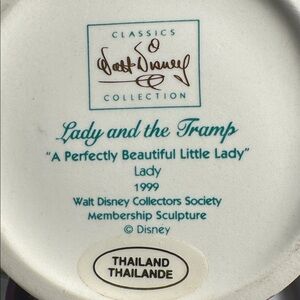 CLASSICS
Walt Disney
COLLECTION
Lady and the Tramp
"A Perfectly Beautiful Little Lady"
Lady
1999
Walt Disney Collectors Society
Membership Sculpture
© Disney
THAILAND
THAILANDE